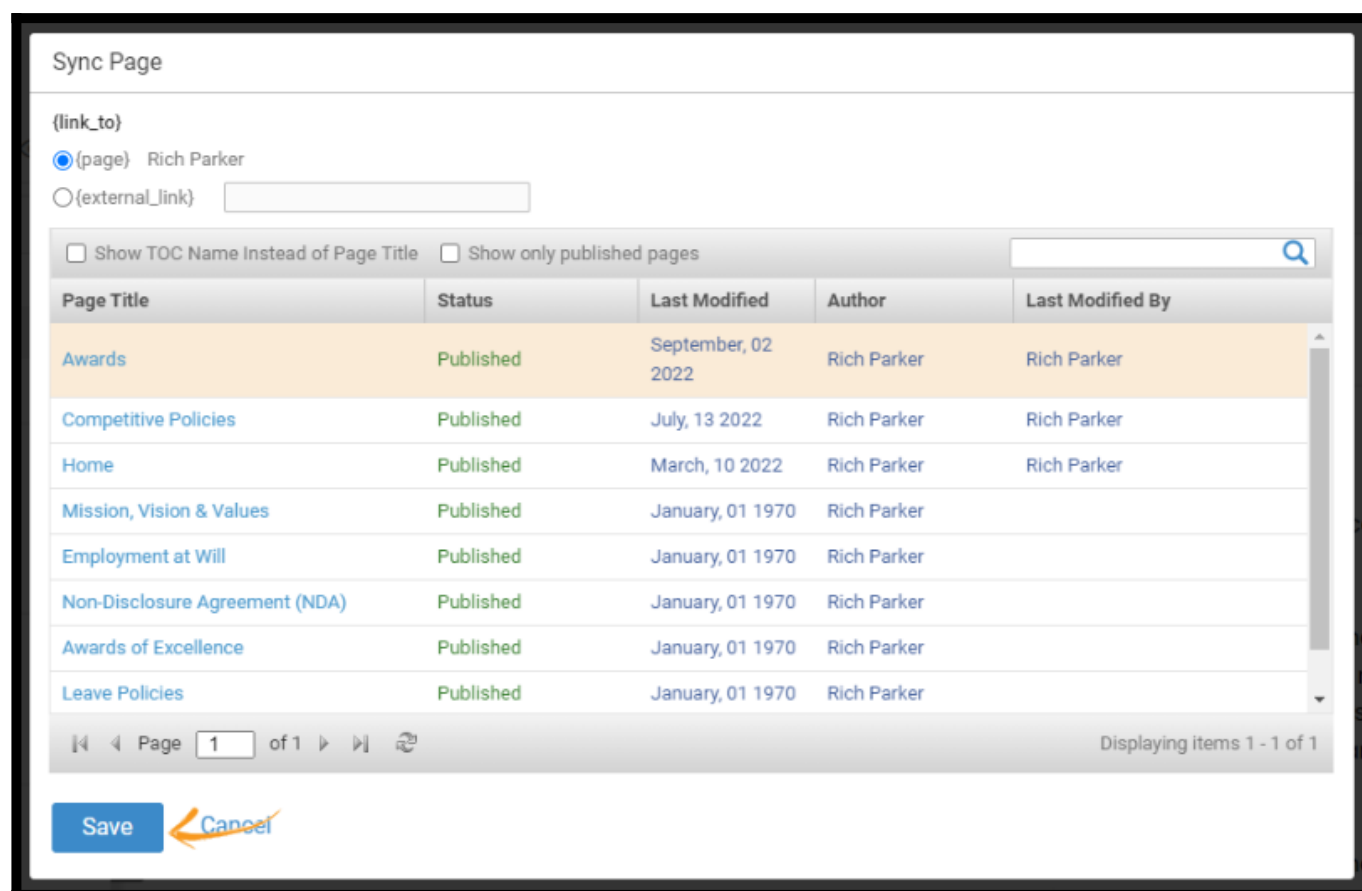 Sync Page
{link_to}
{page} Rich Parker
{external_link}
Show TOC Name Instead of Page Title Show only published pages
Page Title Status Last Modified Author Last Modified By
Awards Published September, 02 2022 Rich Parker Rich Parker
Competitive Policies Published July, 13 2022 Rich Parker Rich Parker
Home Published March, 10 2022 Rich Parker Rich Parker
Mission, Vision & Values Published January, 01 1970 Rich Parker
Employment at Will Published January, 01 1970 Rich Parker
Non-Disclosure Agreement (NDA) Published January, 01 1970 Rich Parker
Awards of Excellence Published January, 01 1970 Rich Parker
Leave Policies Published January, 01 1970 Rich Parker
Page 1 of 1 Displaying items 1 - 1 of 1
Save Cancel